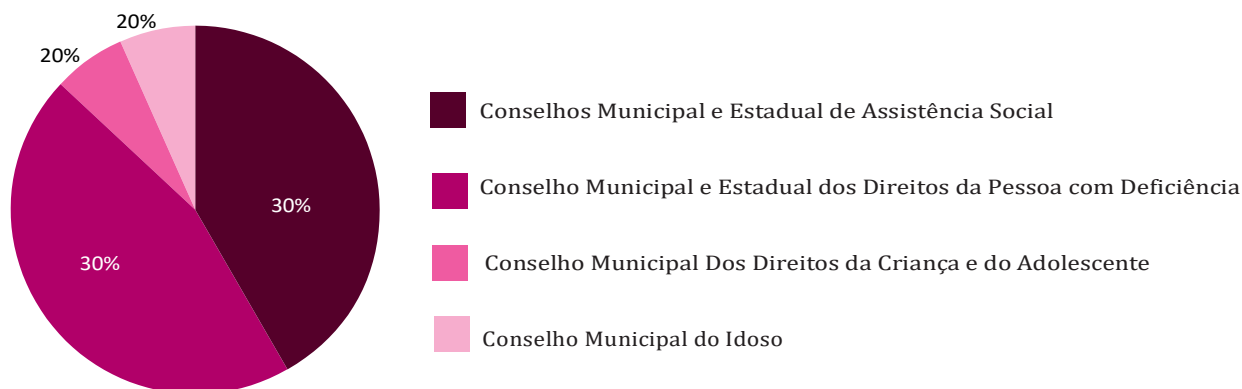 20%
20%
30%
30%
Conselhos Municipal e Estadual de Assistência Social
Conselho Municipal e Estadual dos Direitos da Pessoa com Deficiência
Conselho Municipal Dos Direitos da Criança e do Adolescente
Conselho Municipal do Idoso